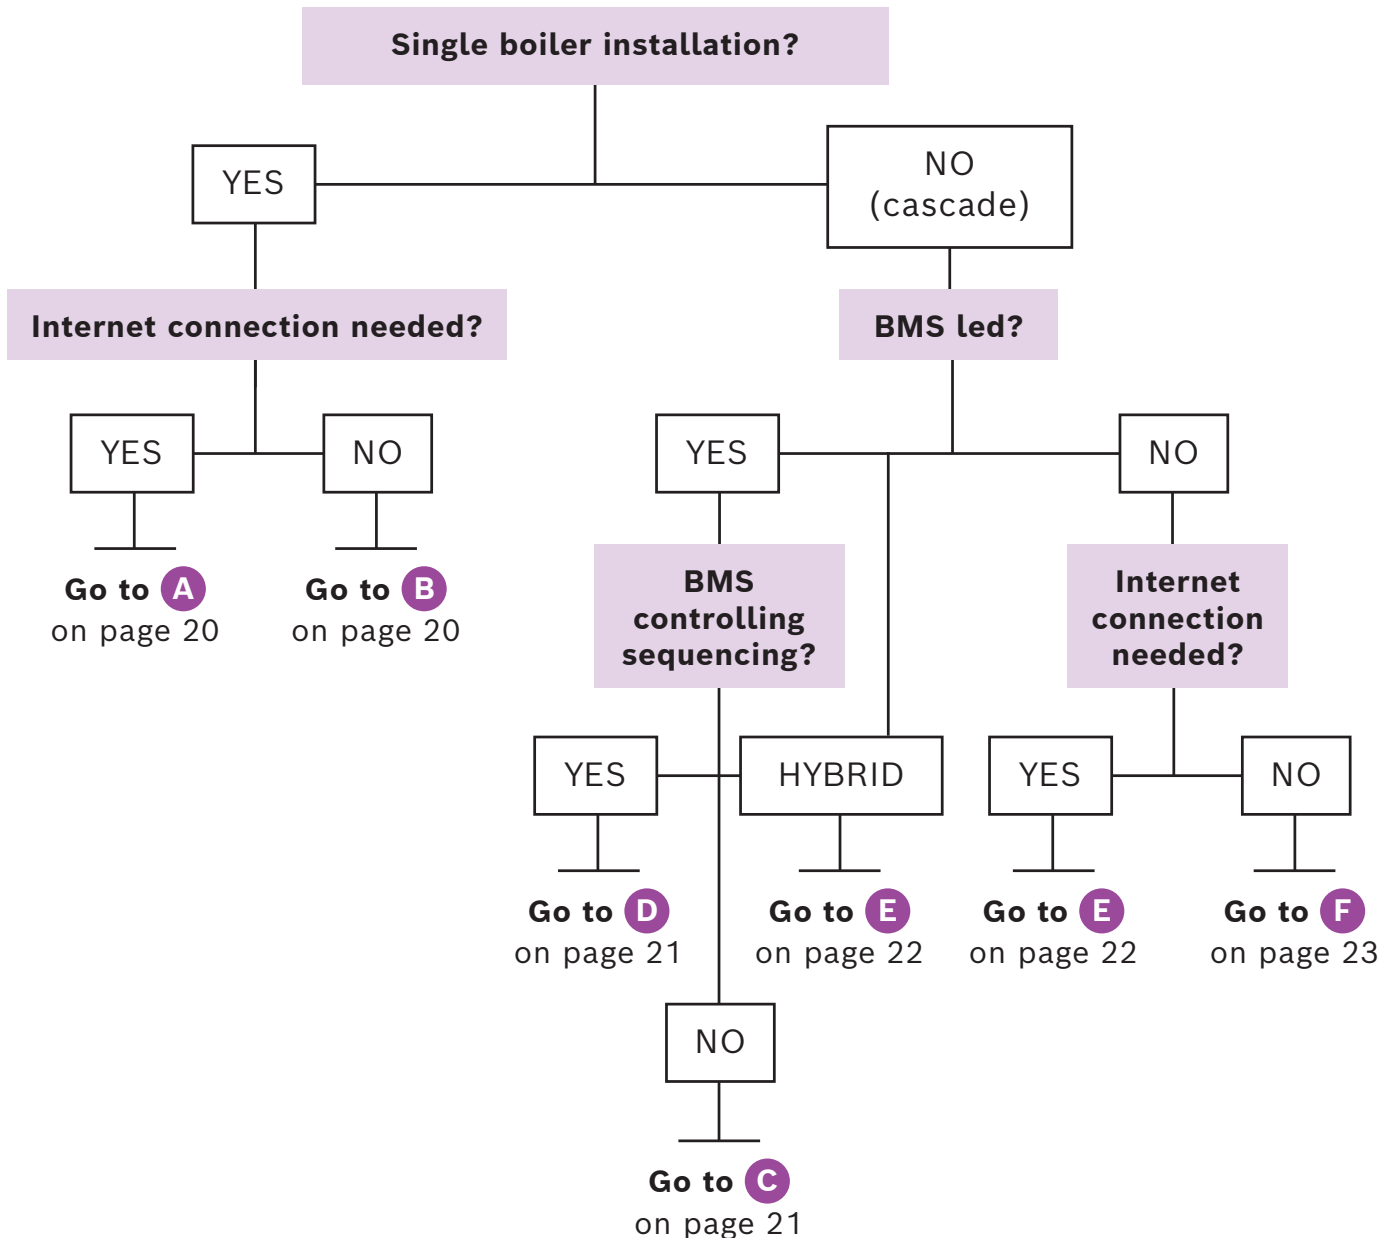 Single boiler installation?
YES
NO
(cascade)
Internet connection needed?
BMS led?
YES
NO
YES
NO
Go to A
on page 20
Go to B
on page 20
BMS
controlling
sequencing?
Internet
connection
needed?
YES
HYBRID
YES
NO
Go to D
on page 21
Go to E
on page 22
Go to E
on page 22
Go to F
on page 23
NO
Go to C
on page 21